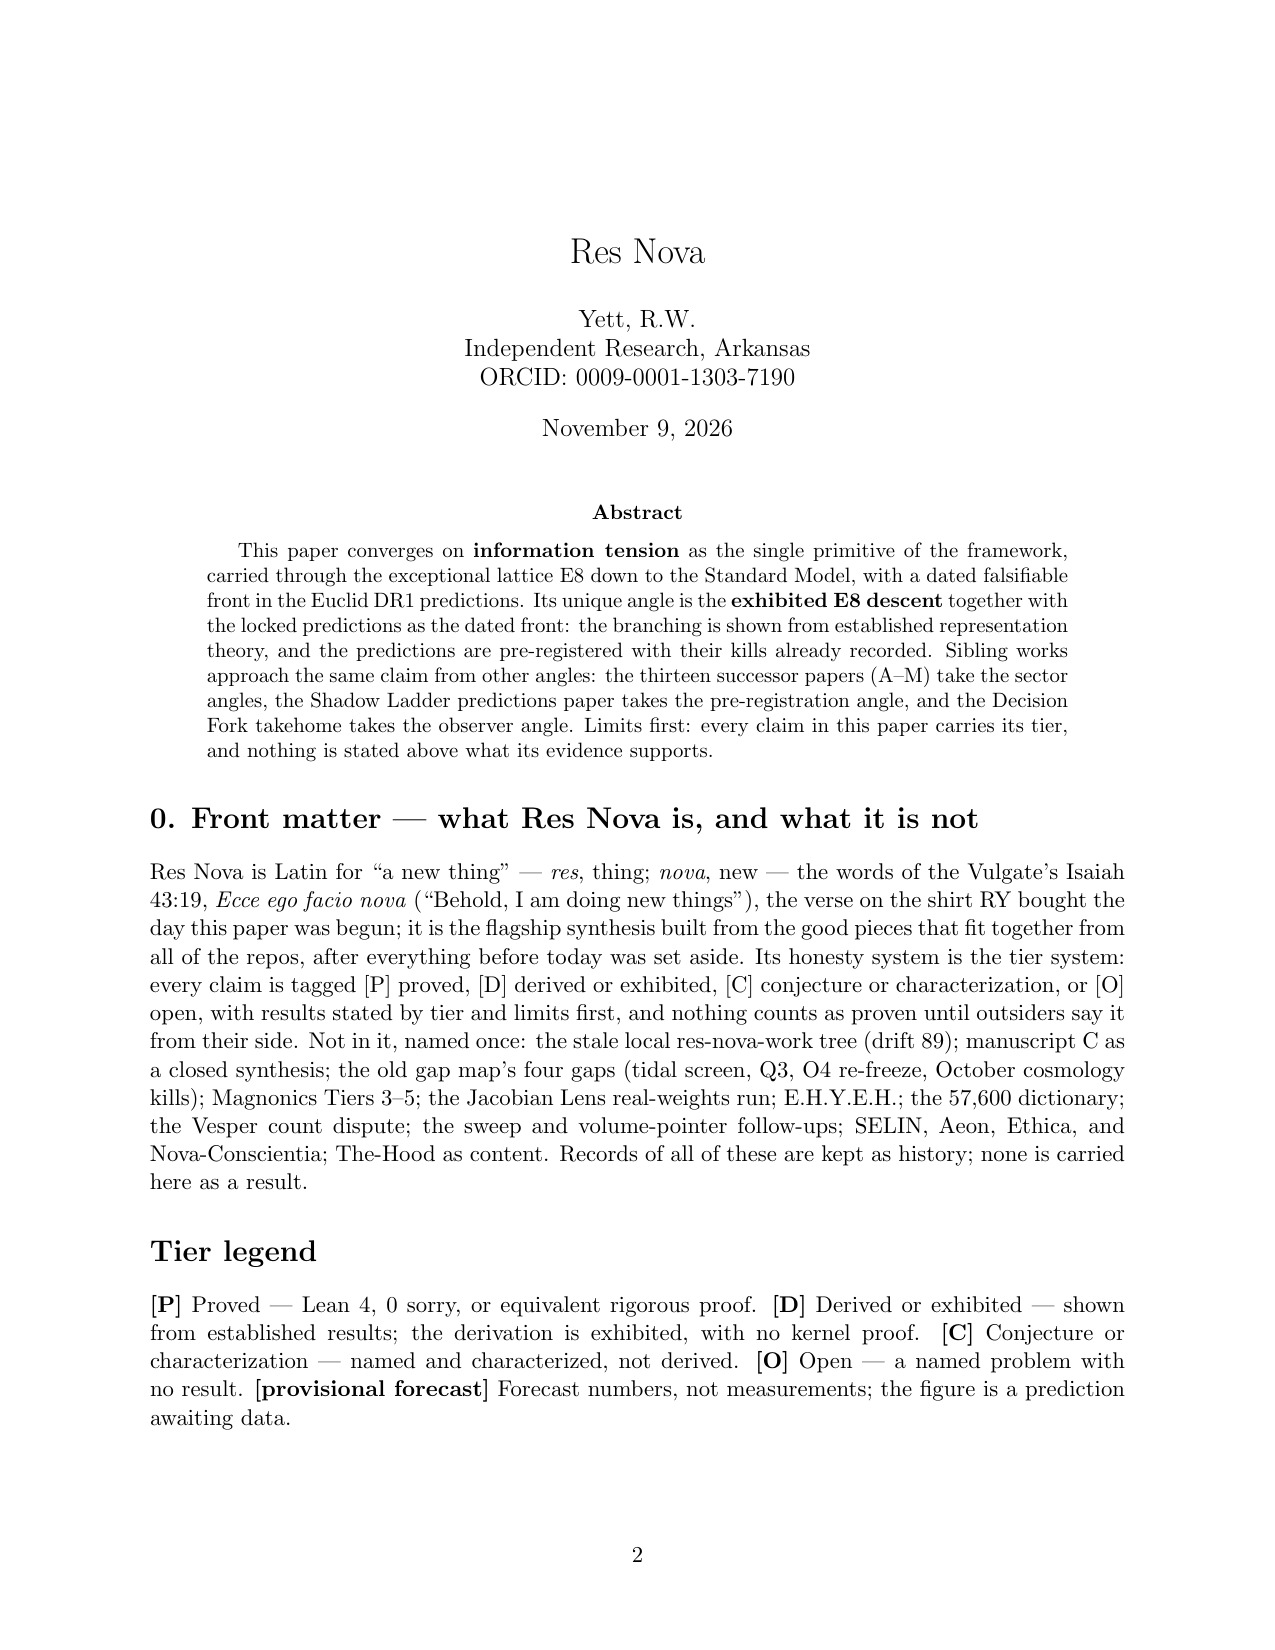 Res Nova
Yett, R.W.
Independent Research, Arkansas
ORCID: 0009-0001-1303-7190
November 9, 2026
Abstract
This paper converges on information tension as the single primitive of the framework,
carried through the exceptional lattice E8 down to the Standard Model, with a dated falsifiable
front in the Euclid DR1 predictions. Its unique angle is the exhibited E8 descent together with
the locked predictions as the dated front: the branching is shown from established representation
theory, and the predictions are pre-registered with their kills already recorded. Sibling works
approach the same claim from other angles: the thirteen successor papers (A–M) take the sector
angles, the Shadow Ladder predictions paper takes the pre-registration angle, and the Decision
Fork takehome takes the observer angle. Limits first: every claim in this paper carries its tier,
and nothing is stated above what its evidence supports.
0. Front matter — what Res Nova is, and what it is not
Res Nova is Latin for “a new thing” — res, thing; nova, new — the words of the Vulgate’s Isaiah
43:19, Ecce ego facio nova (“Behold, I am doing new things”), the verse on the shirt RY bought the
day this paper was begun; it is the flagship synthesis built from the good pieces that fit together from
all of the repos, after everything before today was set aside. Its honesty system is the tier system:
every claim is tagged [P] proved, [D] derived or exhibited, [C] conjecture or characterization, or [O]
open, with results stated by tier and limits first, and nothing counts as proven until outsiders say it
from their side. Not in it, named once: the stale local res-nova-work tree (drift 89); manuscript C as
a closed synthesis; the old gap map’s four gaps (tidal screen, Q3, O4 re-freeze, October cosmology
kills); Magnonics Tiers 3–5; the Jacobian Lens real-weights run; E.H.Y.E.H.; the 57,600 dictionary;
the Vesper count dispute; the sweep and volume-pointer follow-ups; SELIN, Aeon, Ethica, and
Nova-Conscientia; The-Hood as content. Records of all of these are kept as history; none is carried
here as a result.
Tier legend
[P] Proved — Lean 4, 0 sorry, or equivalent rigorous proof. [D] Derived or exhibited — shown
from established results; the derivation is exhibited, with no kernel proof. [C] Conjecture or
characterization — named and characterized, not derived. [O] Open — a named problem with
no result. [provisional forecast] Forecast numbers, not measurements; the figure is a prediction
awaiting data.
2